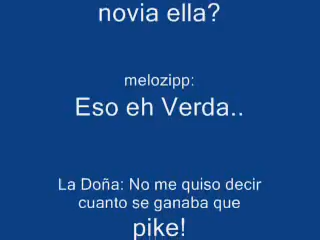 novia ella?
melozipp:
Eso eh Verda..
La Doña: No me quiso decir
cuanto se ganaba que
pike!